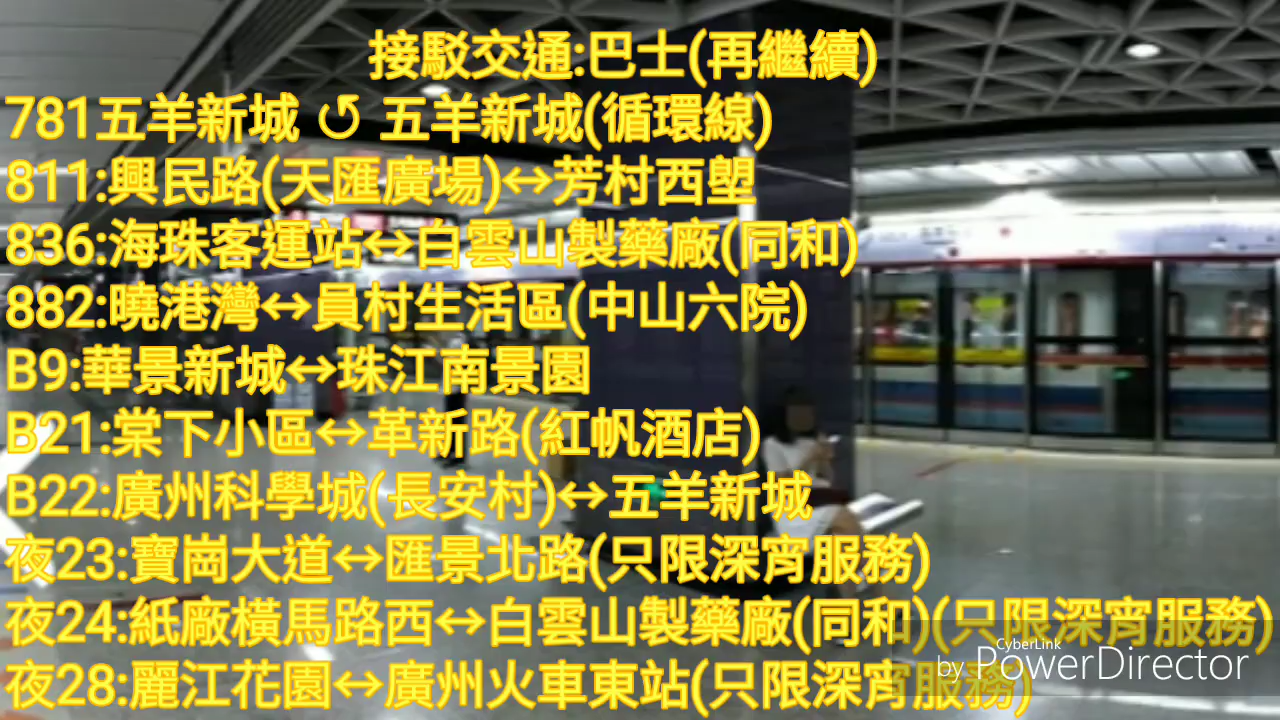 接駁交通:巴士(再繼續)
781五羊新城 ↺ 五羊新城(循環線)
811:興民路(天匯廣場)↔芳村西塱
836:海珠客運站↔白雲山製藥廠(同和)
882:曉港灣↔員村生活區(中山六院)
B9:華景新城↔珠江南景園
B21:棠下小區↔革新路(紅帆酒店)
B22:廣州科學城(長安村)↔五羊新城
夜23:寶崗大道↔匯景北路(只限深宵服務)
夜24:紙廠橫馬路西↔白雲山製藥廠(同和)(只限深宵服務)
夜28:麗江花園↔廣州火車東站(只限深宵服務)
CyberLink
by PowerDirector